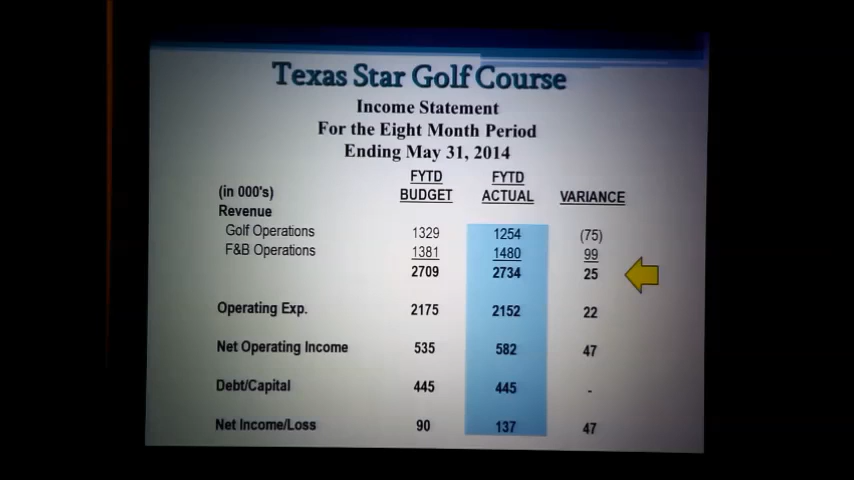 Texas Star Golf Course
Income Statement
For the Eight Month Period
Ending May 31, 2014
FYTD FYTD
(in 000's) BUDGET ACTUAL VARIANCE
Revenue
Golf Operations 1329 1254 (75)
F&B Operations 1381 1480 99
2709 2734 25
Operating Exp. 2175 2152 22
Net Operating Income 535 582 47
Debt/Capital 445 445 -
Net Income/Loss 90 137 47